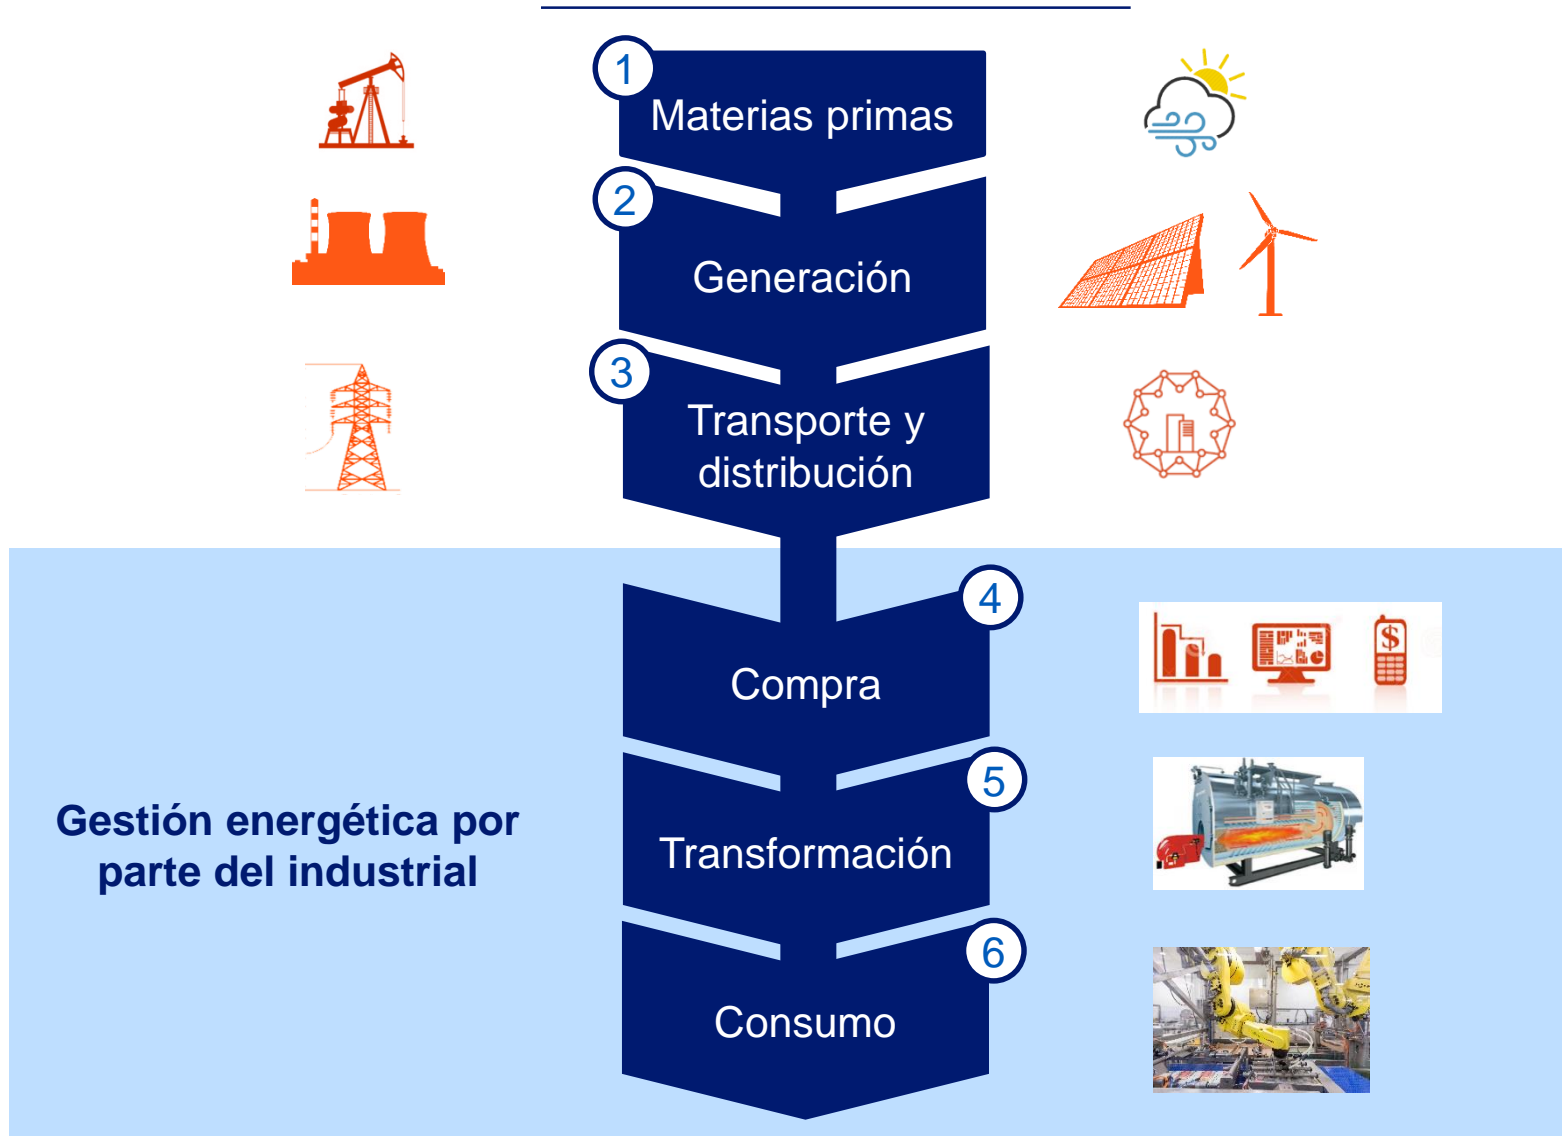 1
Materias primas
2
Generación
3
Transporte y
distribución
4
Compra
$
5
Gestión energética por
parte del industrial
Transformación
6
Consumo